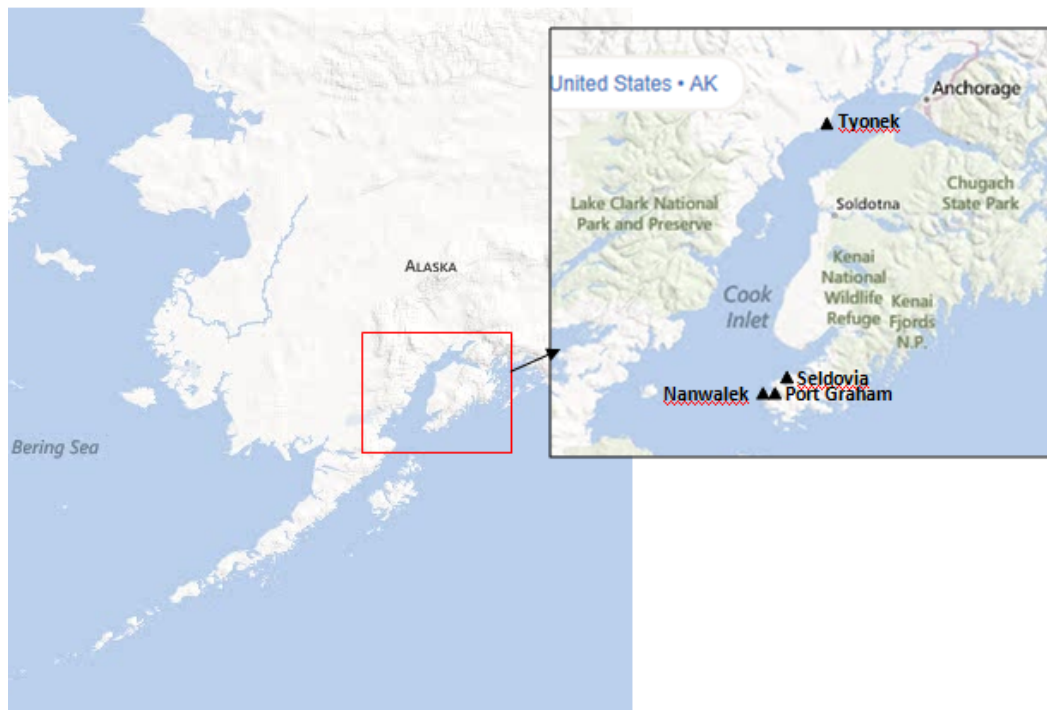 ALASKA
Bering Sea
United States • AK
Anchorage
Tyonek
Lake Clark National
Park and Preserve
Chugach
State Park
Soldotna
Kenai
National
Wildlife
Refuge
Kenai
Fjords
N.P.
Cook
Inlet
Seldovia
Nanwalek
Port Graham